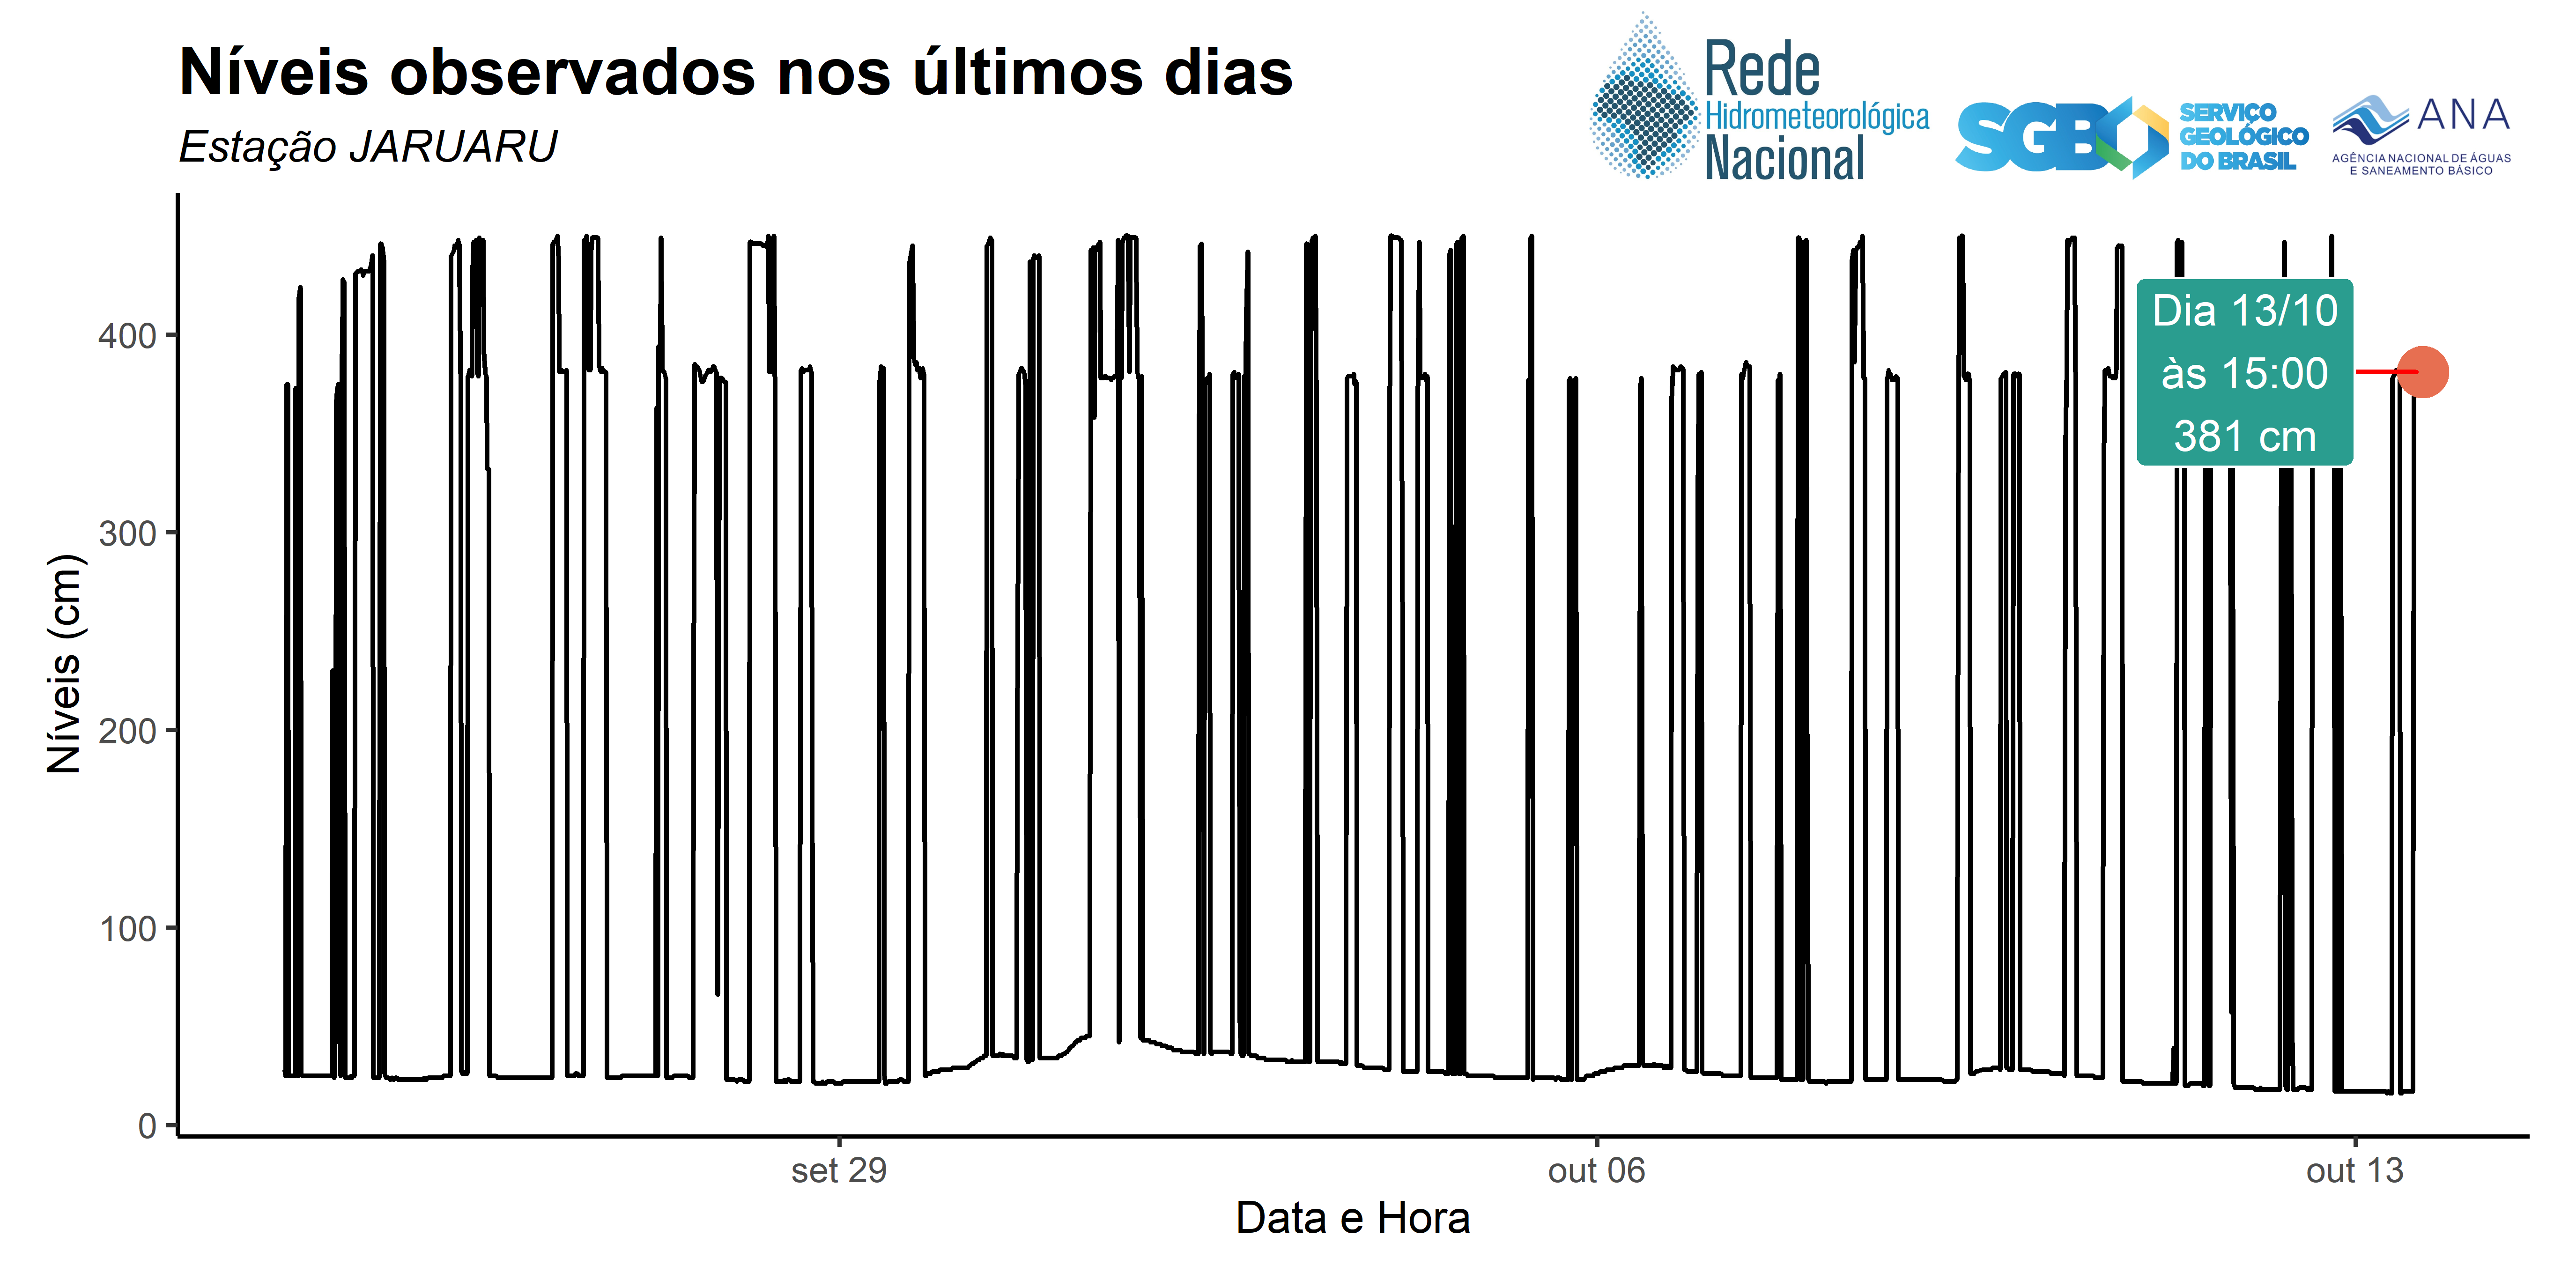 Níveis observados nos últimos dias
Estação JARUARU
Rede
Hidrometeorológica
Nacional
SGB
SERVIÇO
GEOLÓGICO
DO BRASIL
ANA
AGÊNCIA NACIONAL DE ÁGUAS
E SANEAMENTO BÁSICO
Níveis (cm)
400
300
200
100
0
Dia 13/10
às 15:00
381 cm
set 29
out 06
out 13
Data e Hora